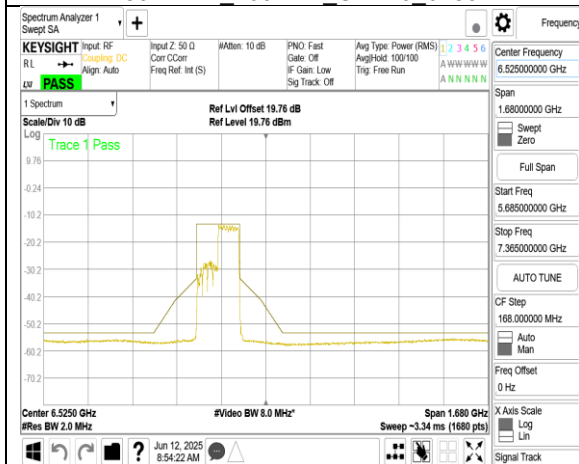 Spectrum Analyzer 1
Swept SA
Frequency
KEYSIGHT
Input: RF
Coupling: DC
Align: Auto
Input Z: 50 Ω
Corr CCorr
Freq Ref: Int (S)
#Atten: 10 dB
PNO: Fast
Gate: Off
IF Gain: Low
Sig Track: Off
Avg Type: Power (RMS)
Avg|Hold: 100/100
Trig: Free Run
1 2 3 4 5 6
A W W W W W
A N N N N N
RL
LXI
PASS
1 Spectrum
Scale/Div 10 dB
Ref Lvl Offset 19.76 dB
Ref Level 19.76 dBm
Log
Trace 1 Pass
9.76
-0.24
-10.2
-20.2
-30.2
-40.2
-50.2
-60.2
-70.2
Center 6.5250 GHz
#Res BW 2.0 MHz
#Video BW 8.0 MHz*
Span 1.680 GHz
Sweep ~3.34 ms (1680 pts)
Jun 12, 2025
8:54:22 AM
Center Frequency
6.525000000 GHz
Span
1.68000000 GHz
Swept
Zero
Full Span
Start Freq
5.685000000 GHz
Stop Freq
7.365000000 GHz
AUTO TUNE
CF Step
168.000000 MHz
Auto
Man
Freq Offset
0 Hz
X Axis Scale
Log
Lin
Signal Track